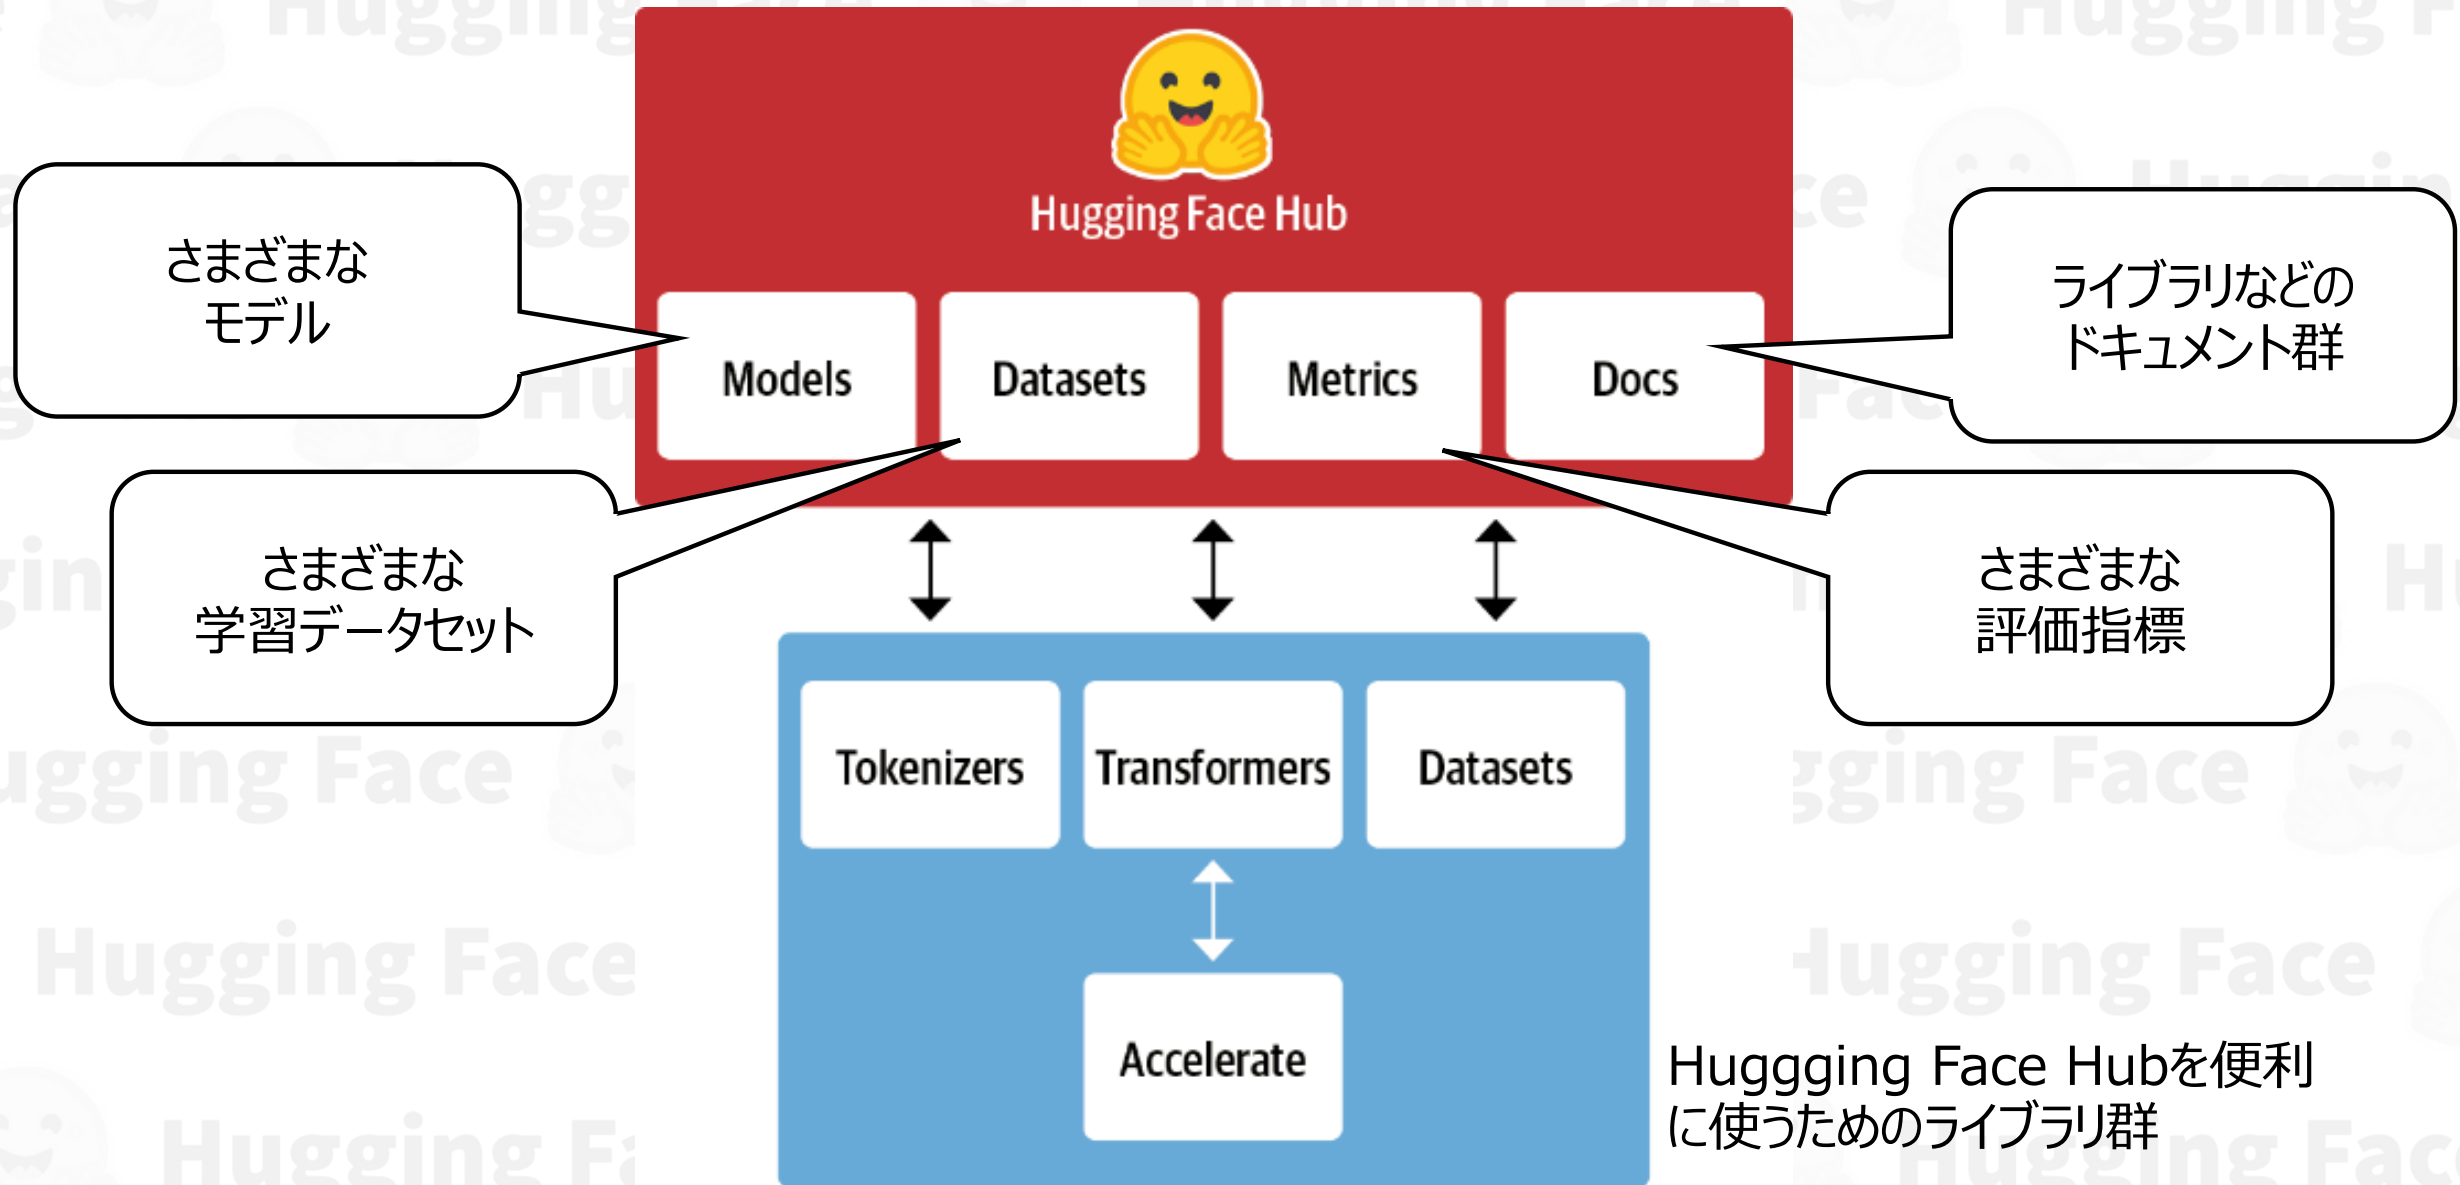 Hugging Face Hub
さまざまな
モデル
ライブラリなどの
ドキュメント群
Models
Datasets
Metrics
Docs
さまざまな
学習データセット
さまざまな
評価指標
Tokenizers
Transformers
Datasets
Accelerate
Huggging Face Hubを便利
に使うためのライブラリ群